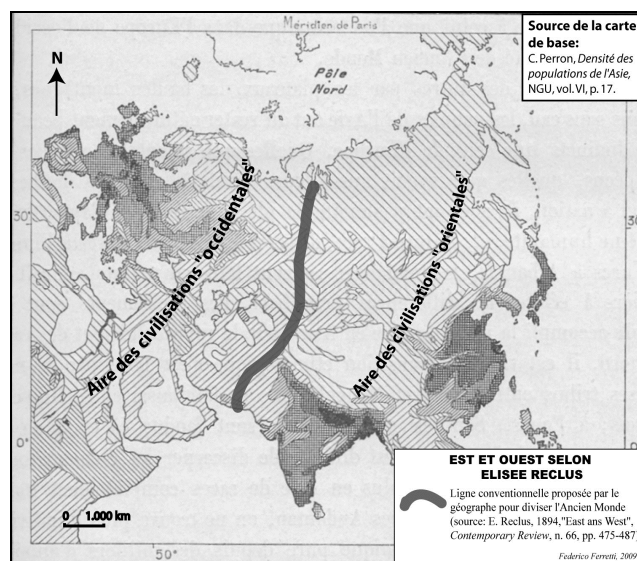 Méridien de Paris
Source de la carte
de base:
C. Perron, Densité des
populations de l'Asie,
NGU, vol. VI, p. 17.
N
Pôle
Nord
30
30
Aire des civilisations "occidentales"
Aire des civilisations "orientales"
0°
0 1.000 km
50°
EST ET OUEST SELON
ELISEE RECLUS
Ligne conventionnelle proposée par le
géographe pour diviser l'Ancien Monde
(source: E. Reclus, 1894,"East ans West",
Contemporary Review, n. 66, pp. 475-487)
Federico Ferretti, 2009